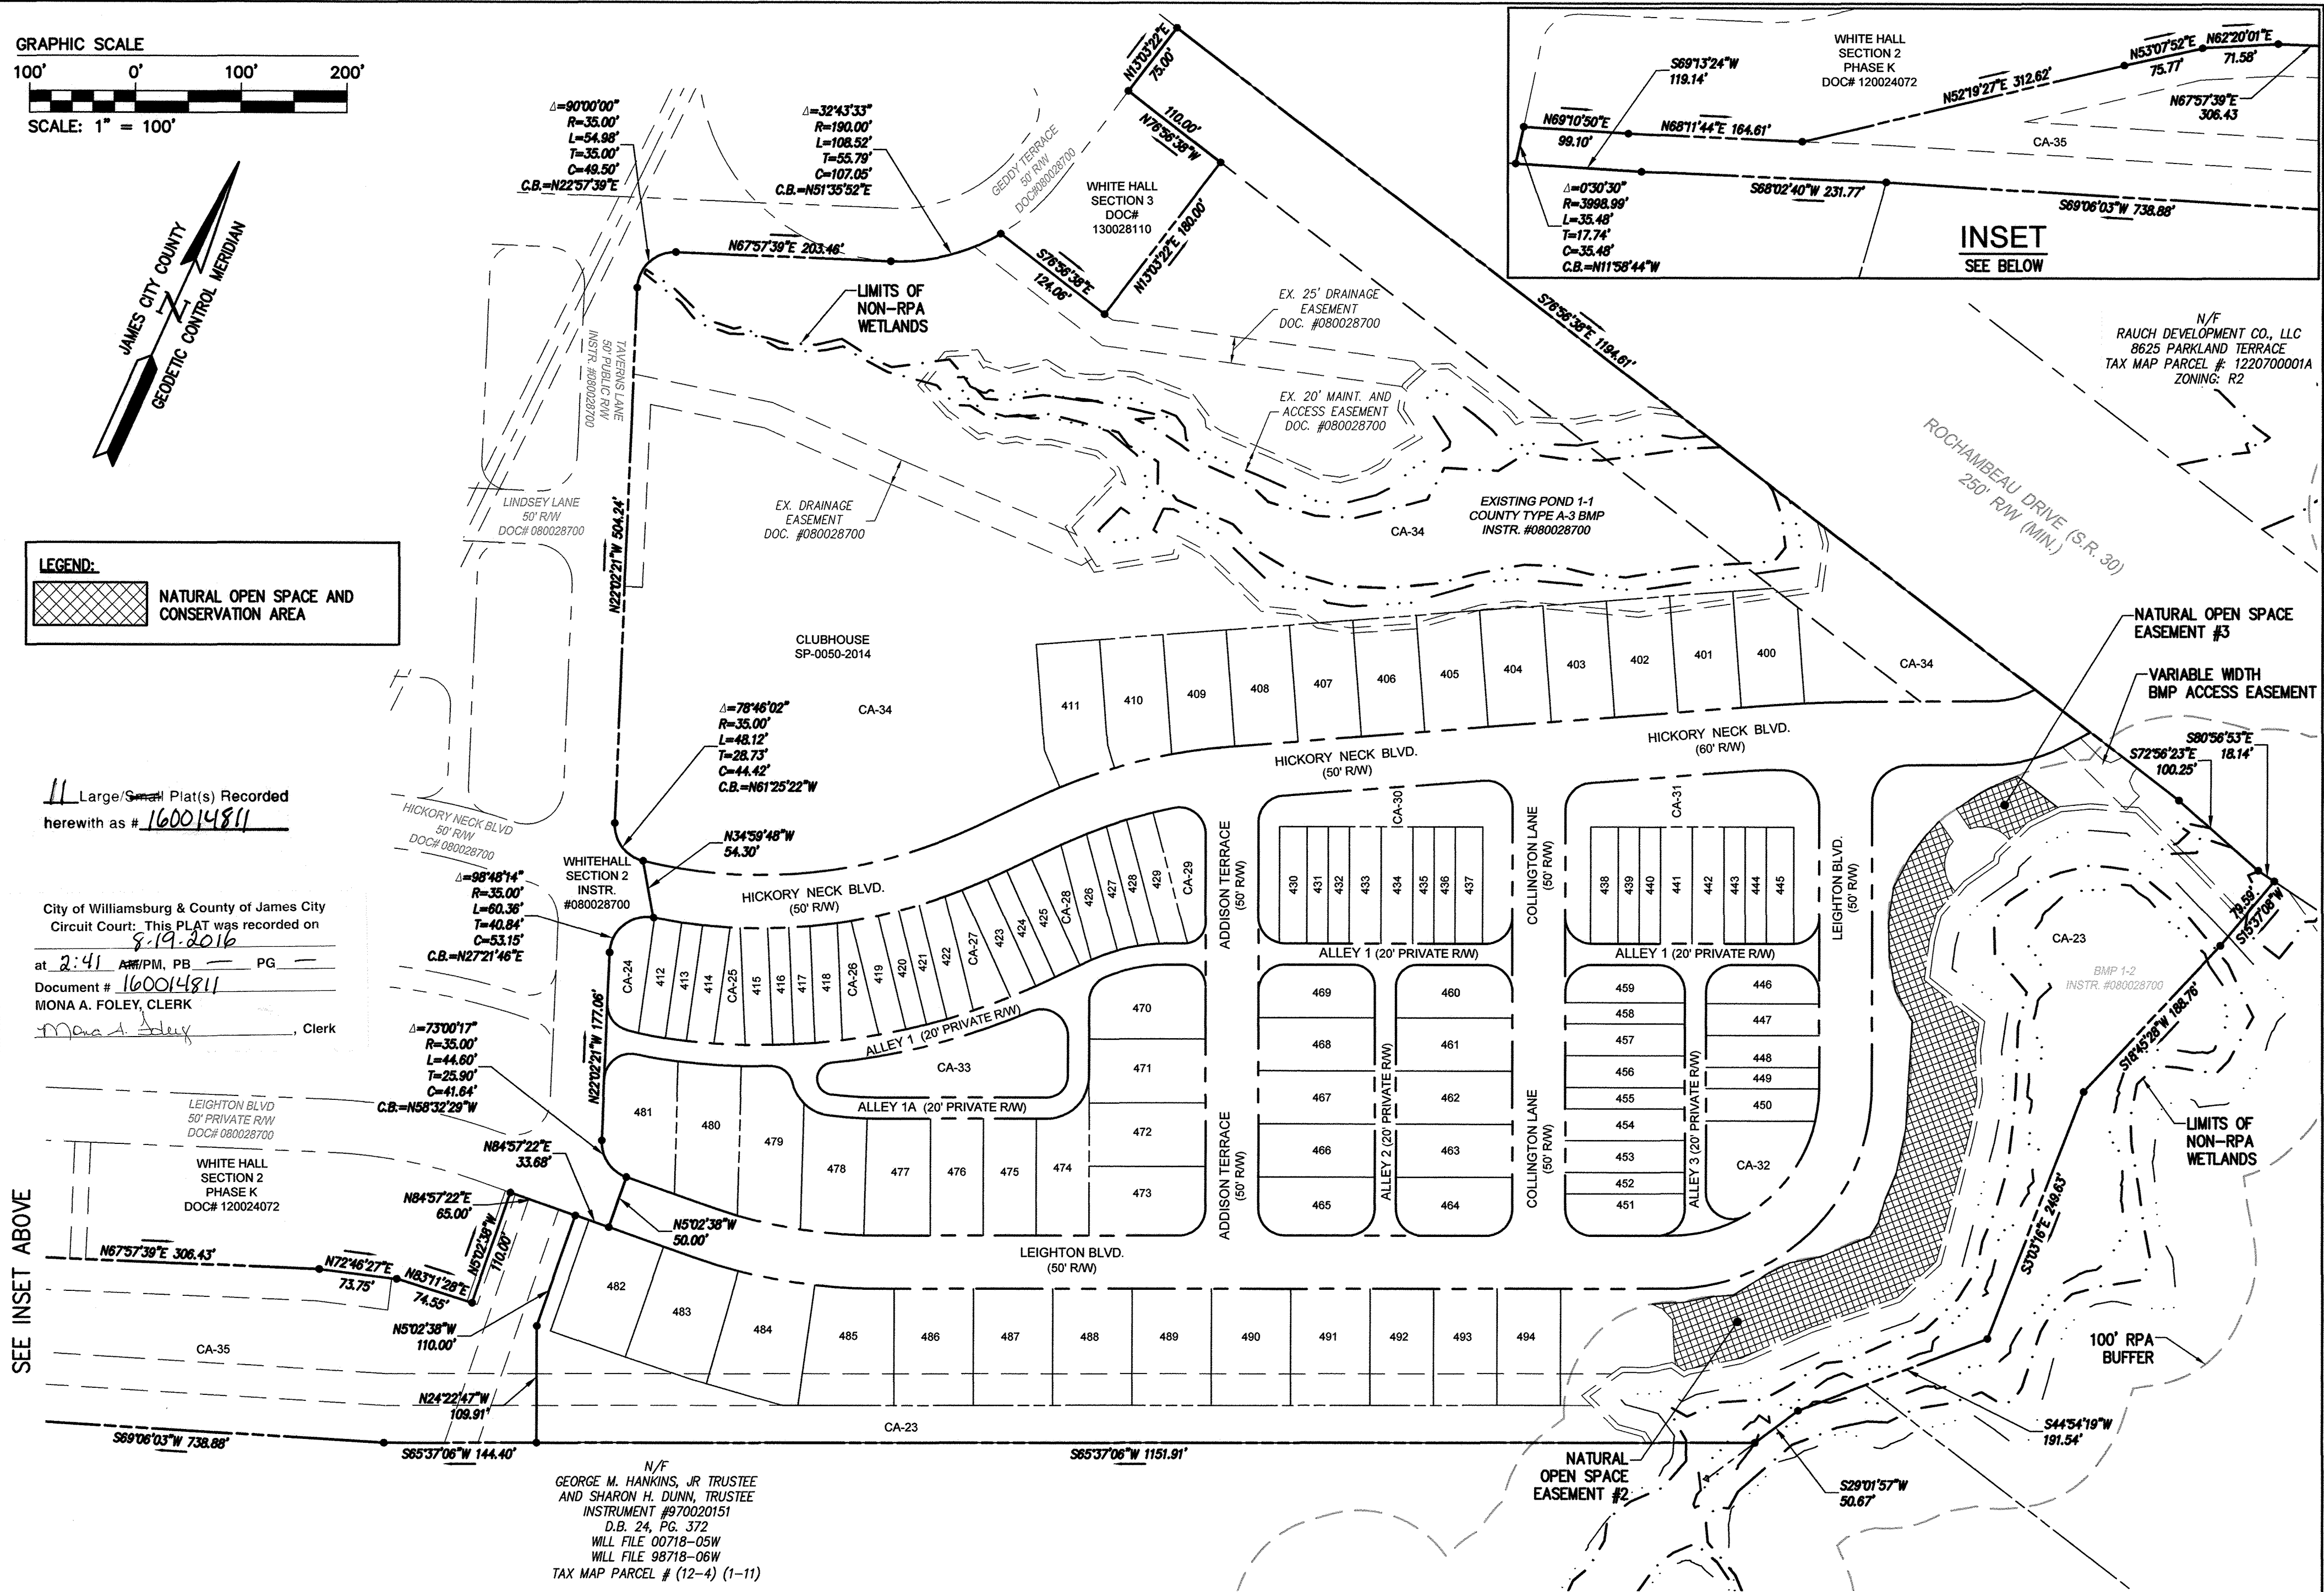 GRAPHIC SCALE
100' 0' 100' 200'
SCALE: 1" = 100'
JAMES CITY COUNTY
GEODETIC CONTROL MERIDIAN
N
Δ=90°00'00"
R=35.00'
L=54.98'
T=35.00'
C=49.50'
C.B.=N22°57'39"E
Δ=32°43'33"
R=190.00'
L=108.52'
T=55.79'
C=107.05'
C.B.=N51°35'52"E
GEDDY TERRACE
50' R/W
DOC#080028700
N13°03'22"E
75.00'
110.00'
N76°56'38"W
WHITE HALL
SECTION 3
DOC#
130028110
N13°03'22"E 180.00'
S76°56'38"E
124.06'
N67°57'39"E 203.46'
LIMITS OF
NON-RPA
WETLANDS
EX. 25' DRAINAGE
EASEMENT
DOC. #080028700
EX. 20' MAINT. AND
ACCESS EASEMENT
DOC. #080028700
S76°56'38"E 1194.61'
S69°13'24"W
119.14'
WHITE HALL
SECTION 2
PHASE K
DOC# 120024072
N53°07'52"E
75.77'
N62°20'01"E
71.58'
N52°19'27"E 312.62'
N67°57'39"E
306.43
N69°10'50"E
99.10'
N68°11'44"E 164.61'
CA-35
Δ=0°30'30"
R=3998.99'
L=35.48'
T=17.74'
C=35.48'
C.B.=N11°58'44"W
S68°02'40"W 231.77'
S69°06'03"W 738.88'
INSET
SEE BELOW
N/F
RAUCH DEVELOPMENT CO., LLC
8625 PARKLAND TERRACE
TAX MAP PARCEL #: 1220700001A
ZONING: R2
ROCHAMBEAU DRIVE (S.R. 30)
250' R/W (MIN.)
TAVERNS LANE
50' PUBLIC R/W
INSTR. #080028700
LINDSEY LANE
50' R/W
DOC# 080028700
N22°02'21"W 504.24'
EX. DRAINAGE
EASEMENT
DOC. #080028700
EXISTING POND 1-1
COUNTY TYPE A-3 BMP
INSTR. #080028700
CA-34
LEGEND:
NATURAL OPEN SPACE AND
CONSERVATION AREA
CLUBHOUSE
SP-0050-2014
CA-34
411
410
409
408
407
406
405
404
403
402
401
400
CA-34
NATURAL OPEN SPACE
EASEMENT #3
VARIABLE WIDTH
BMP ACCESS EASEMENT
S80°56'53"E
18.14'
S72°56'23"E
100.25'
Δ=78°46'02"
R=35.00'
L=48.12'
T=28.73'
C=44.42'
C.B.=N61°25'22"W
HICKORY NECK BLVD.
(50' R/W)
HICKORY NECK BLVD.
(60' R/W)
11 Large/Small Plat(s) Recorded
herewith as # 160014811
HICKORY NECK BLVD
50' R/W
DOC# 080028700
N34°59'48"W
54.30'
WHITEHALL
SECTION 2
INSTR.
#080028700
HICKORY NECK BLVD.
(50' R/W)
Δ=98°48'14"
R=35.00'
L=60.36'
T=40.84'
C=53.15'
C.B.=N27°21'46"E
City of Williamsburg & County of James City
Circuit Court: This PLAT was recorded on
8-19-2016
at 2:41 AM/PM, PB — PG —
Document # 160014811
MONA A. FOLEY, CLERK
Mona A. Foley, Clerk
CA-24
412
413
414
CA-25
415
416
417
418
CA-26
419
420
421
422
CA-27
423
424
425
CA-28
426
427
428
429
CA-29
ADDISON TERRACE
(50' R/W)
CA-30
430
431
432
433
434
435
436
437
COLLINGTON LANE
(50' R/W)
CA-31
438
439
440
441
442
443
444
445
LEIGHTON BLVD.
(50' R/W)
CA-23
BMP 1-2
INSTR. #080028700
79.59'
S15°37'08"W
S18°45'28"W 188.76'
ALLEY 1 (20' PRIVATE R/W)
ALLEY 1 (20' PRIVATE R/W)
ALLEY 1 (20' PRIVATE R/W)
CA-33
ALLEY 1A (20' PRIVATE R/W)
Δ=73°00'17"
R=35.00'
L=44.60'
T=25.90'
C=41.64'
C.B.=N58°32'29"W
N22°02'21"W 177.06'
470
471
472
473
469
468
467
466
465
ALLEY 2 (20' PRIVATE R/W)
460
461
462
463
464
459
458
457
456
455
454
453
452
451
ALLEY 3 (20' PRIVATE R/W)
446
447
448
449
450
CA-32
ADDISON TERRACE
(50' R/W)
COLLINGTON LANE
(50' R/W)
481
480
479
478
477
476
475
474
LIMITS OF
NON-RPA
WETLANDS
S3°03'16"E 249.63'
LEIGHTON BLVD
50' PRIVATE R/W
DOC# 080028700
WHITE HALL
SECTION 2
PHASE K
DOC# 120024072
N84°57'22"E
33.68'
N84°57'22"E
65.00'
N5°02'38"W
110.00'
N5°02'38"W
50.00'
LEIGHTON BLVD.
(50' R/W)
SEE INSET ABOVE
N67°57'39"E 306.43'
N72°46'27"E
73.75'
N83°11'28"E
74.55'
N5°02'38"W
110.00'
482
483
484
485
486
487
488
489
490
491
492
493
494
100' RPA
BUFFER
CA-35
N24°22'47"W
109.91'
CA-23
S69°06'03"W 738.88'
S65°37'06"W 144.40'
S65°37'06"W 1151.91'
S44°54'19"W
191.54'
S29°01'57"W
50.67'
NATURAL
OPEN SPACE
EASEMENT #2
N/F
GEORGE M. HANKINS, JR TRUSTEE
AND SHARON H. DUNN, TRUSTEE
INSTRUMENT #970020151
D.B. 24, PG. 372
WILL FILE 00718-05W
WILL FILE 98718-06W
TAX MAP PARCEL # (12-4) (1-11)